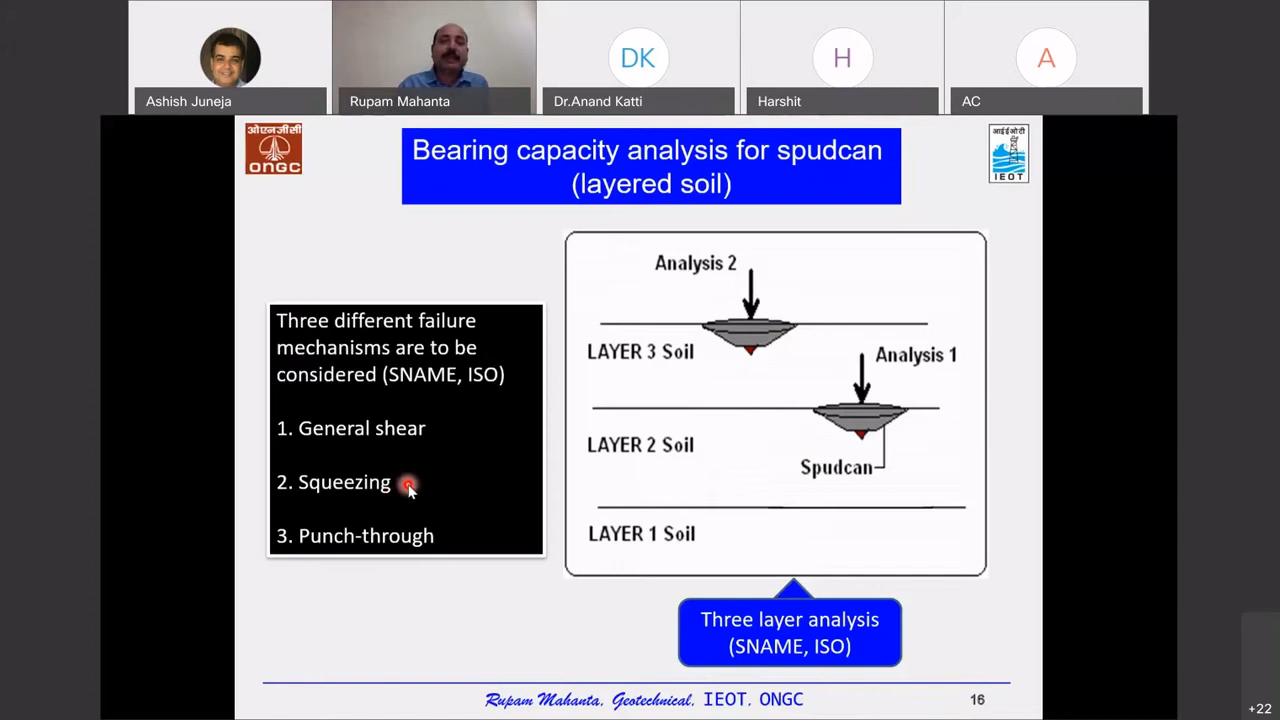 DK
H
A
Ashish Juneja
Rupam Mahanta
Dr.Anand Katti
Harshit
AC
ओएनजीसी
ONGC
Bearing capacity analysis for spudcan
(layered soil)
आईईओटी
IEOT
Three different failure
mechanisms are to be
considered (SNAME, ISO)
1. General shear
2. Squeezing
3. Punch-through
Analysis 2
LAYER 3 Soil
Analysis 1
LAYER 2 Soil
Spudcan
LAYER 1 Soil
Three layer analysis
(SNAME, ISO)
Rupam Mahanta, Geotechnical, IEOT, ONGC
16
+22